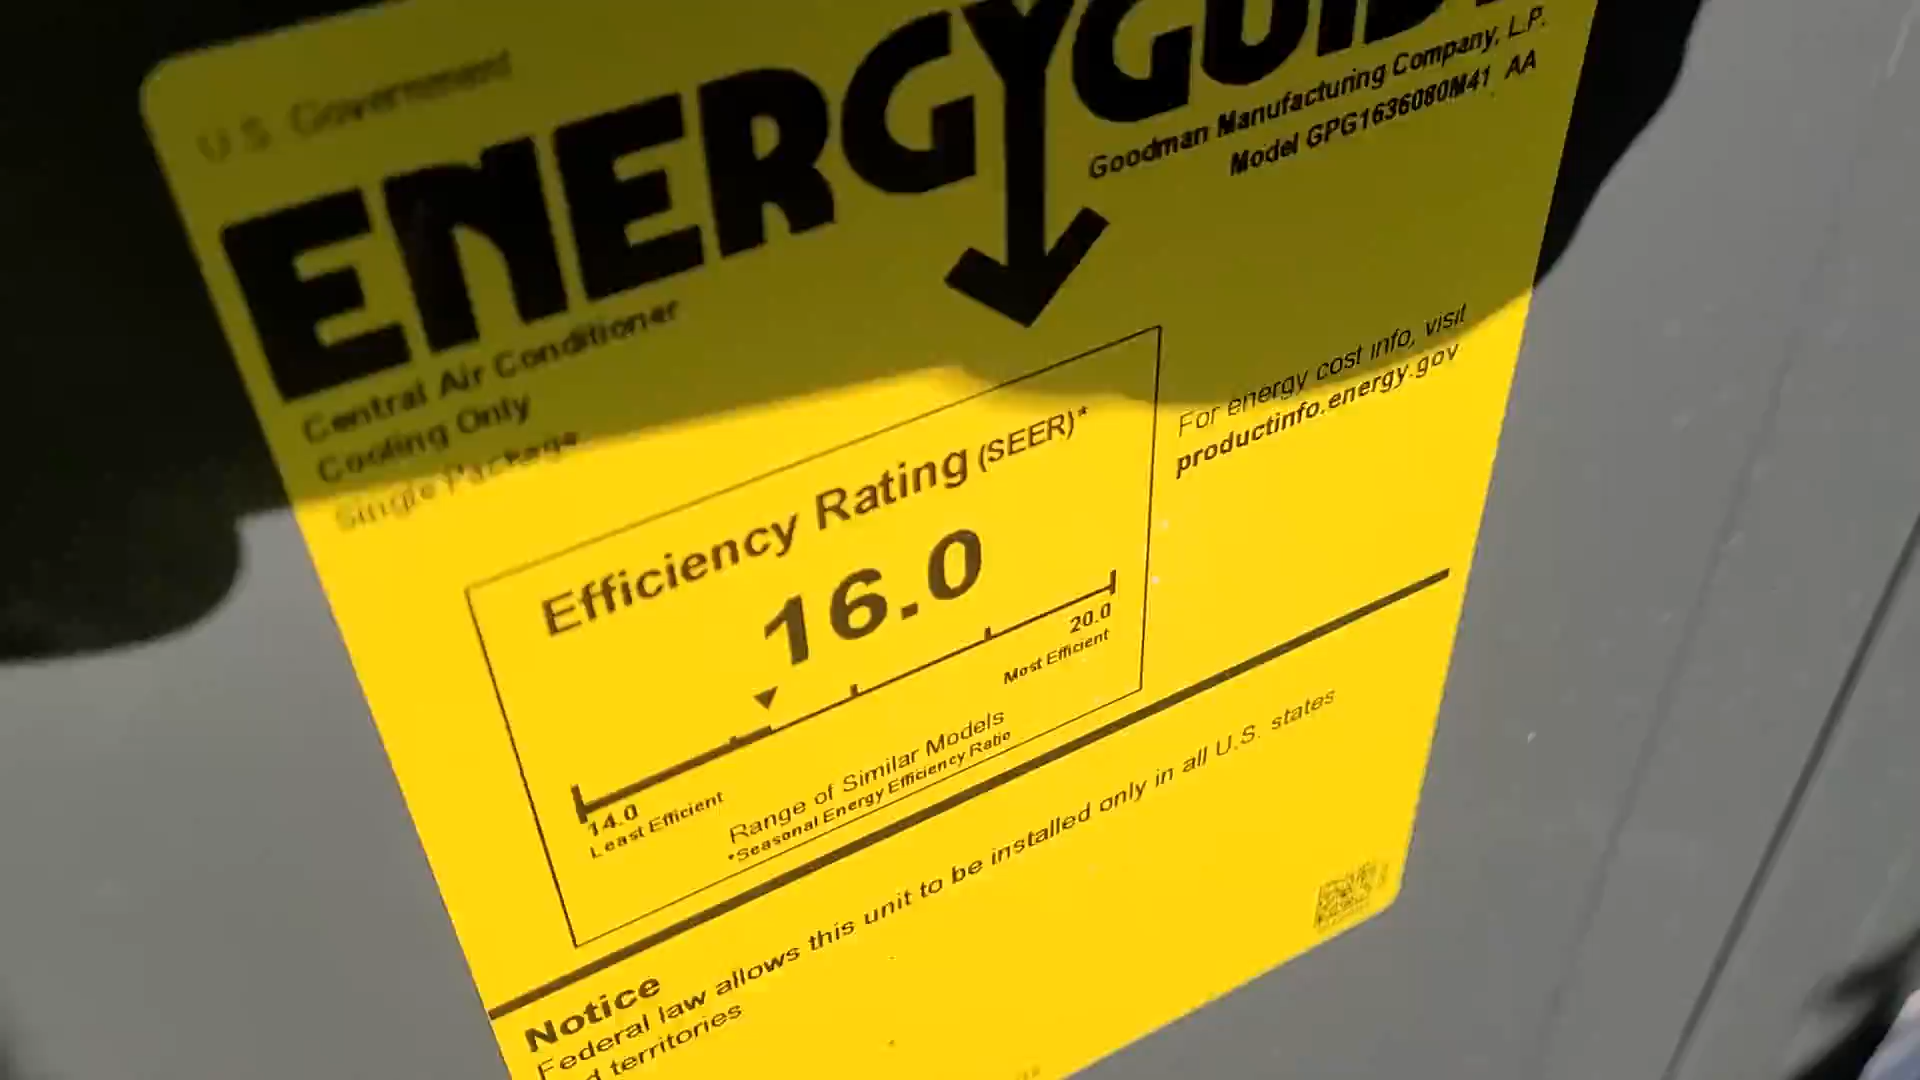 U.S. Government
ENERGYGUIDE
Central Air Conditioner
Cooling Only
Single Package
Goodman Manufacturing Company, L.P.
Model GPG1636080M41 AA
Efficiency Rating (SEER)*
16.0
14.0
Least Efficient
20.0
Most Efficient
Range of Similar Models
*Seasonal Energy Efficiency Ratio
For energy cost info, visit
productinfo.energy.gov
Notice
Federal law allows this unit to be installed only in all U.S. states
territories